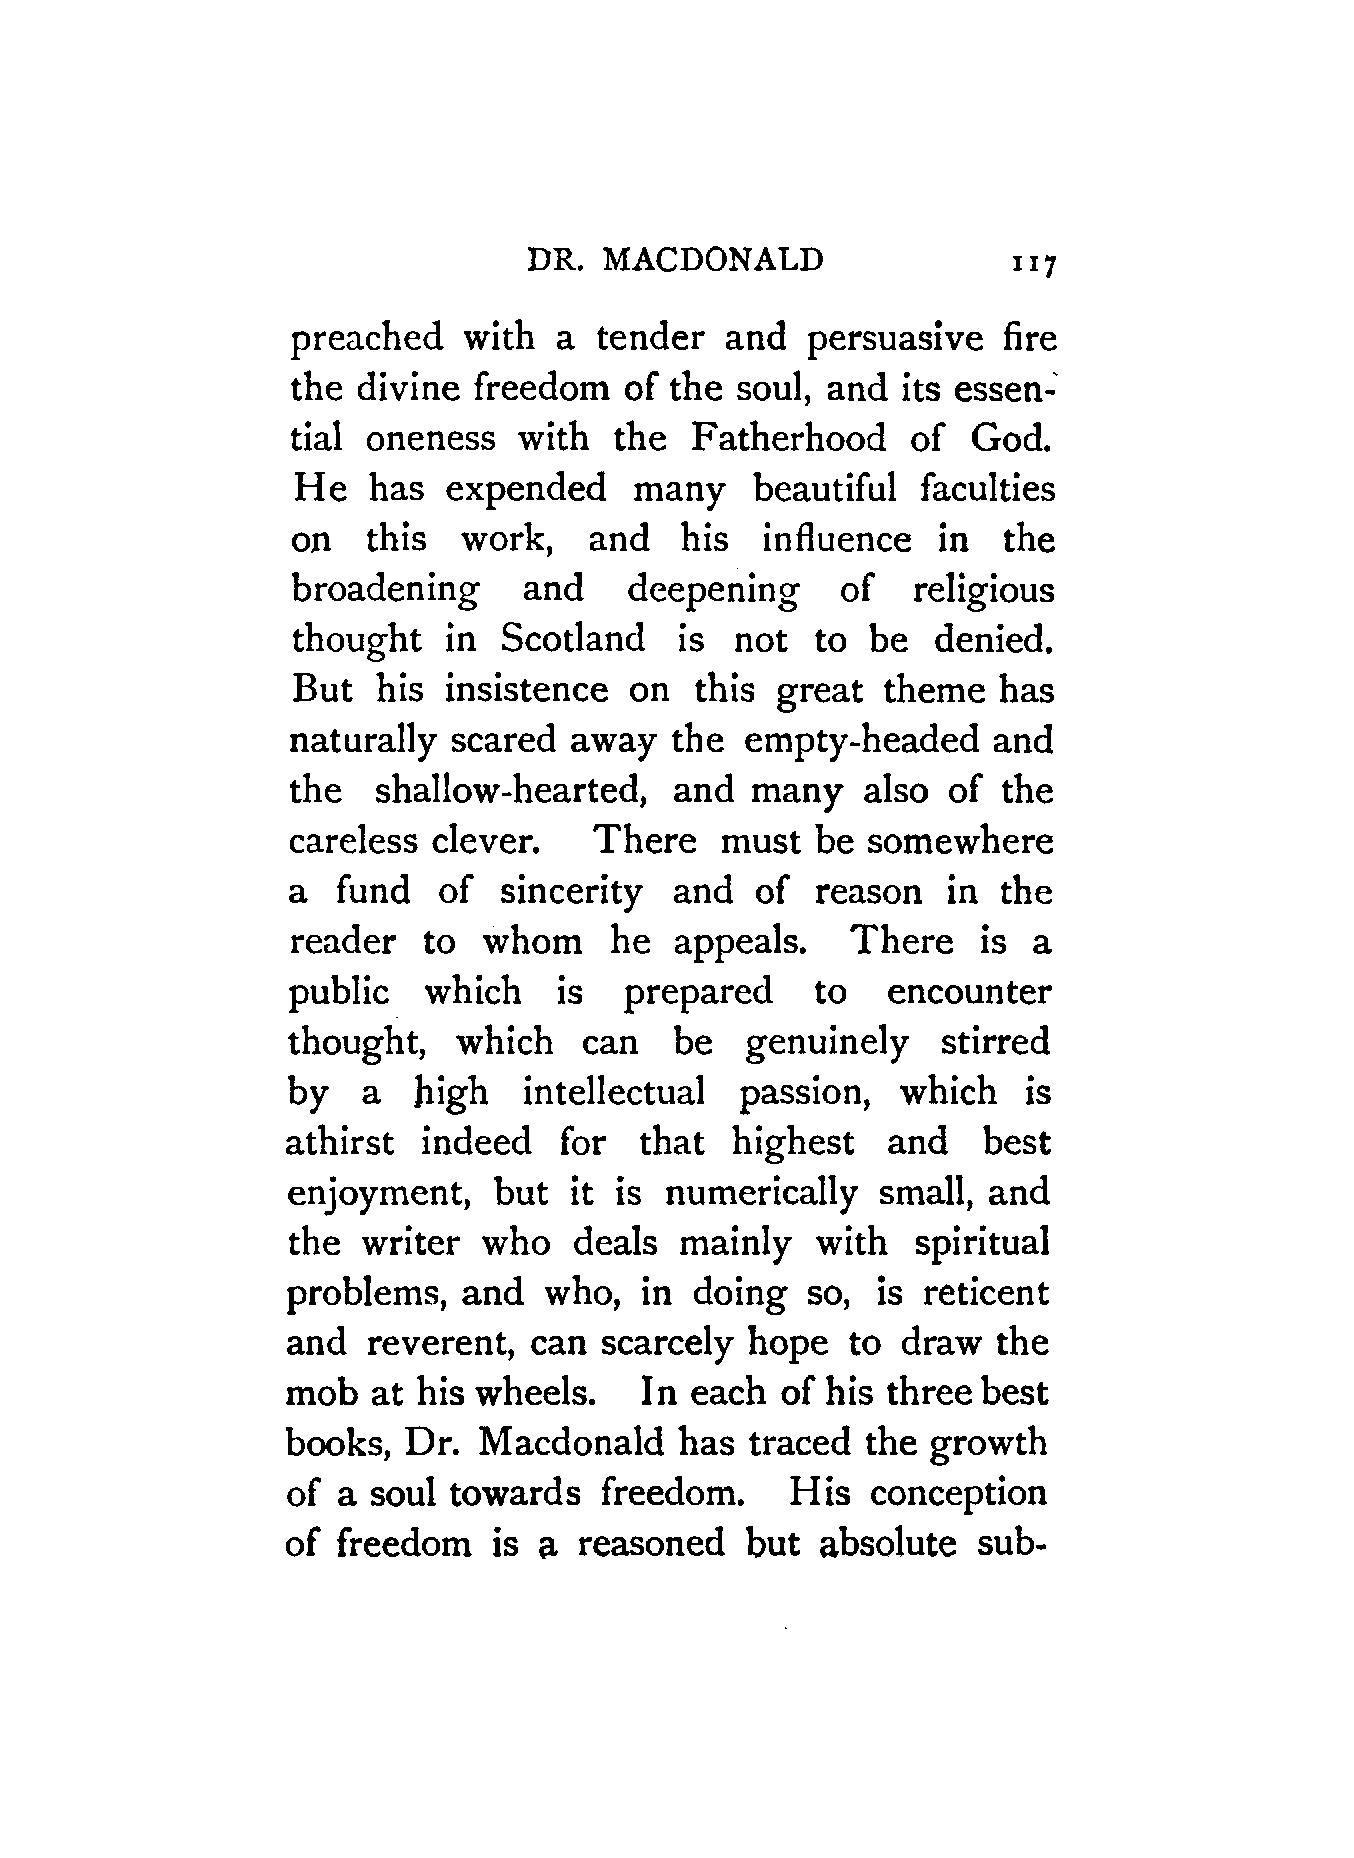 DR. MACDONALD 117
preached with a tender and persuasive fire
the divine freedom of the soul, and its essen-
tial oneness with the Fatherhood of God.
He has expended many beautiful faculties
on this work, and his influence in the
broadening and deepening of religious
thought in Scotland is not to be denied.
But his insistence on this great theme has
naturally scared away the empty-headed and
the shallow-hearted, and many also of the
careless clever. There must be somewhere
a fund of sincerity and of reason in the
reader to whom he appeals. There is a
public which is prepared to encounter
thought, which can be genuinely stirred
by a high intellectual passion, which is
athirst indeed for that highest and best
enjoyment, but it is numerically small, and
the writer who deals mainly with spiritual
problems, and who, in doing so, is reticent
and reverent, can scarcely hope to draw the
mob at his wheels. In each of his three best
books, Dr. Macdonald has traced the growth
of a soul towards freedom. His conception
of freedom is a reasoned but absolute sub-